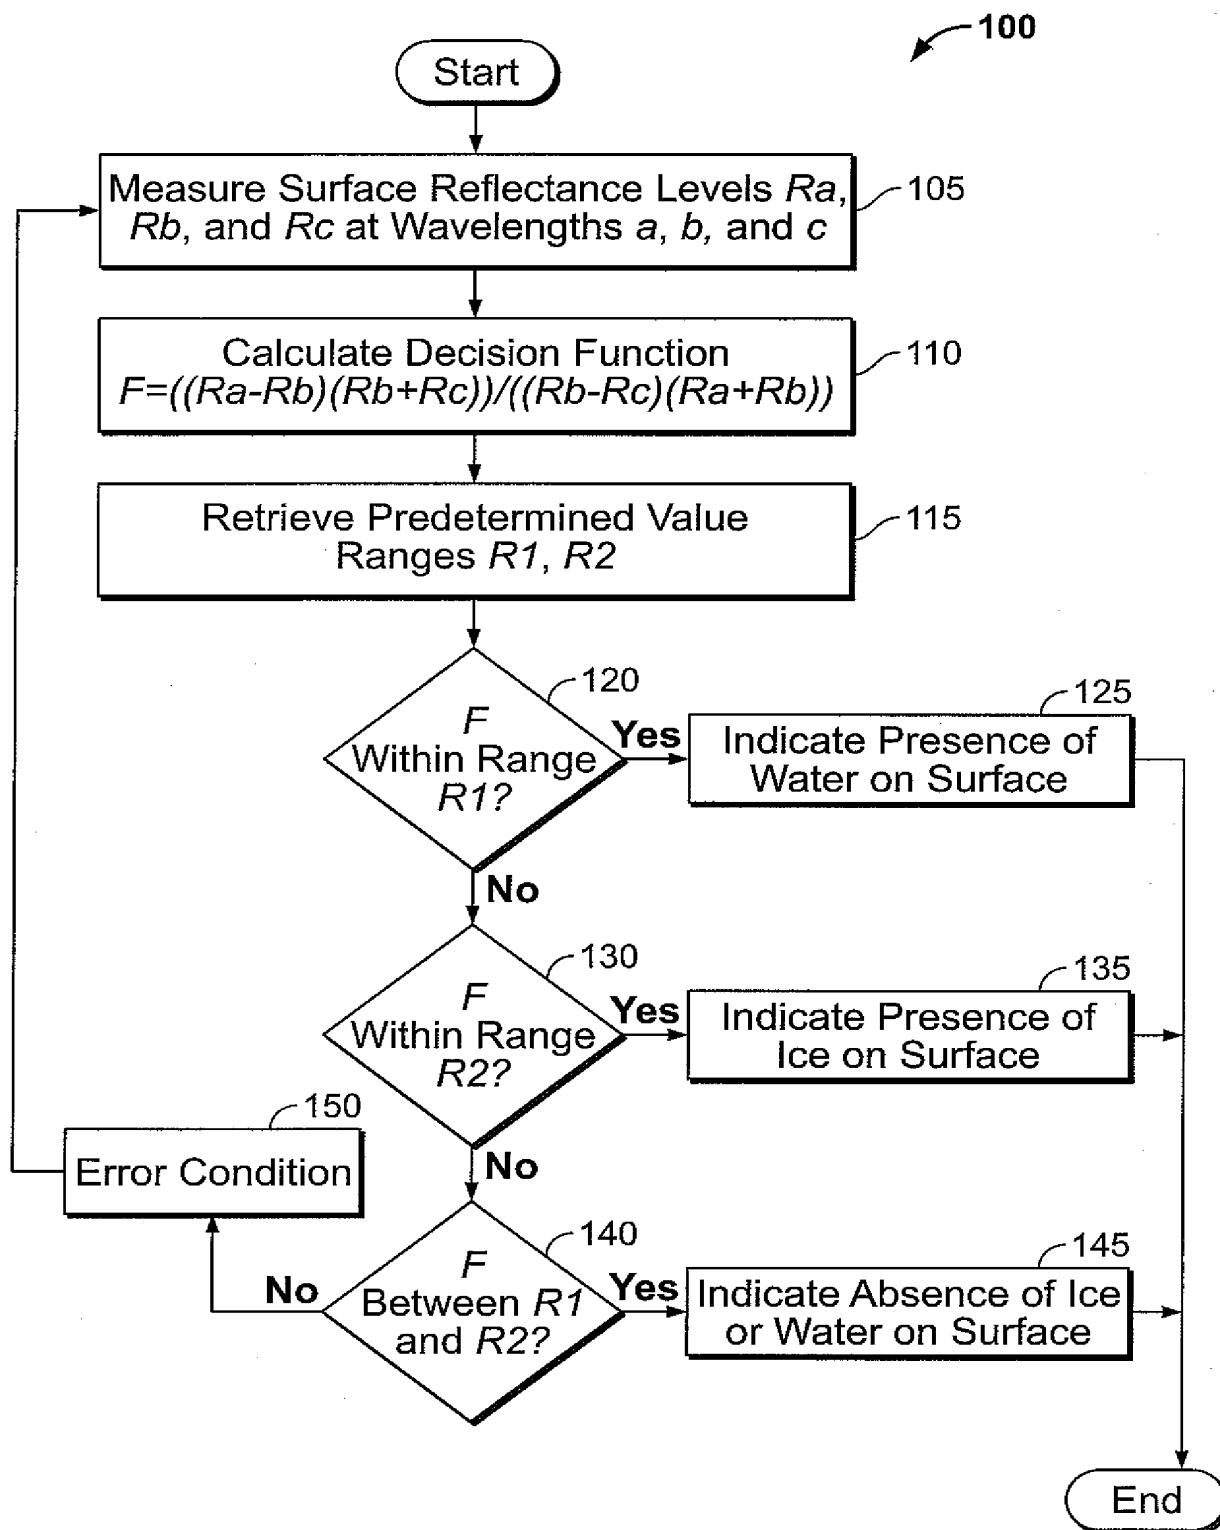 100
Start
Measure Surface Reflectance Levels Ra,
Rb, and Rc at Wavelengths a, b, and c
105
Calculate Decision Function
F=((Ra-Rb)(Rb+Rc))/((Rb-Rc)(Ra+Rb))
110
Retrieve Predetermined Value
Ranges R1, R2
115
F
Within Range
R1?
120
Yes
Indicate Presence of
Water on Surface
125
No
F
Within Range
R2?
130
Yes
Indicate Presence of
Ice on Surface
135
No
F
Between R1
and R2?
140
Yes
Indicate Absence of Ice
or Water on Surface
145
No
Error Condition
150
End